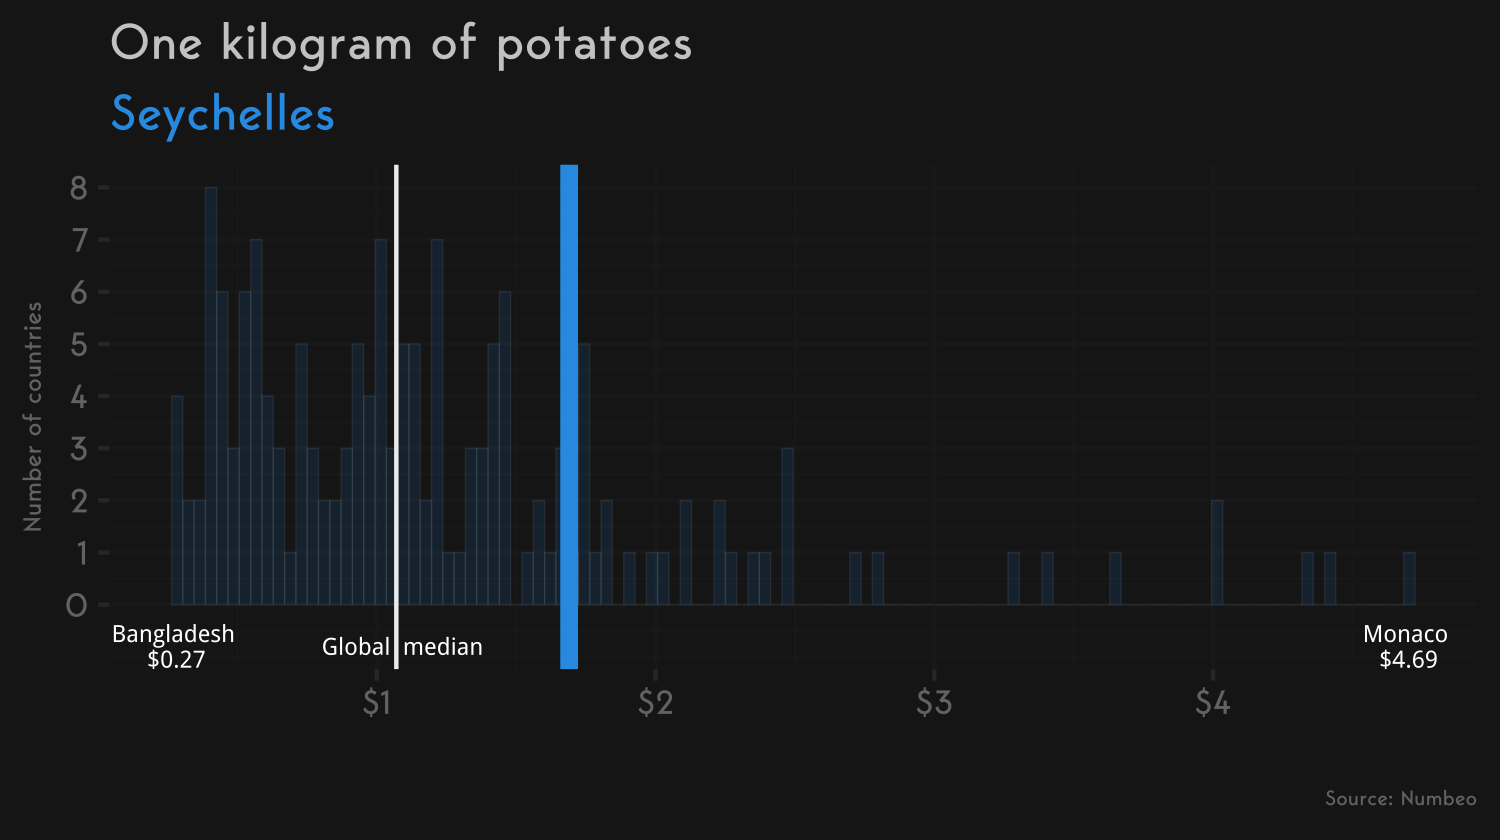 One kilogram of potatoes
Seychelles
Number of countries
8
7
6
5
4
3
2
1
0
Bangladesh
$0.27
Global median
Monaco
$4.69
$1
$2
$3
$4
Source: Numbeo